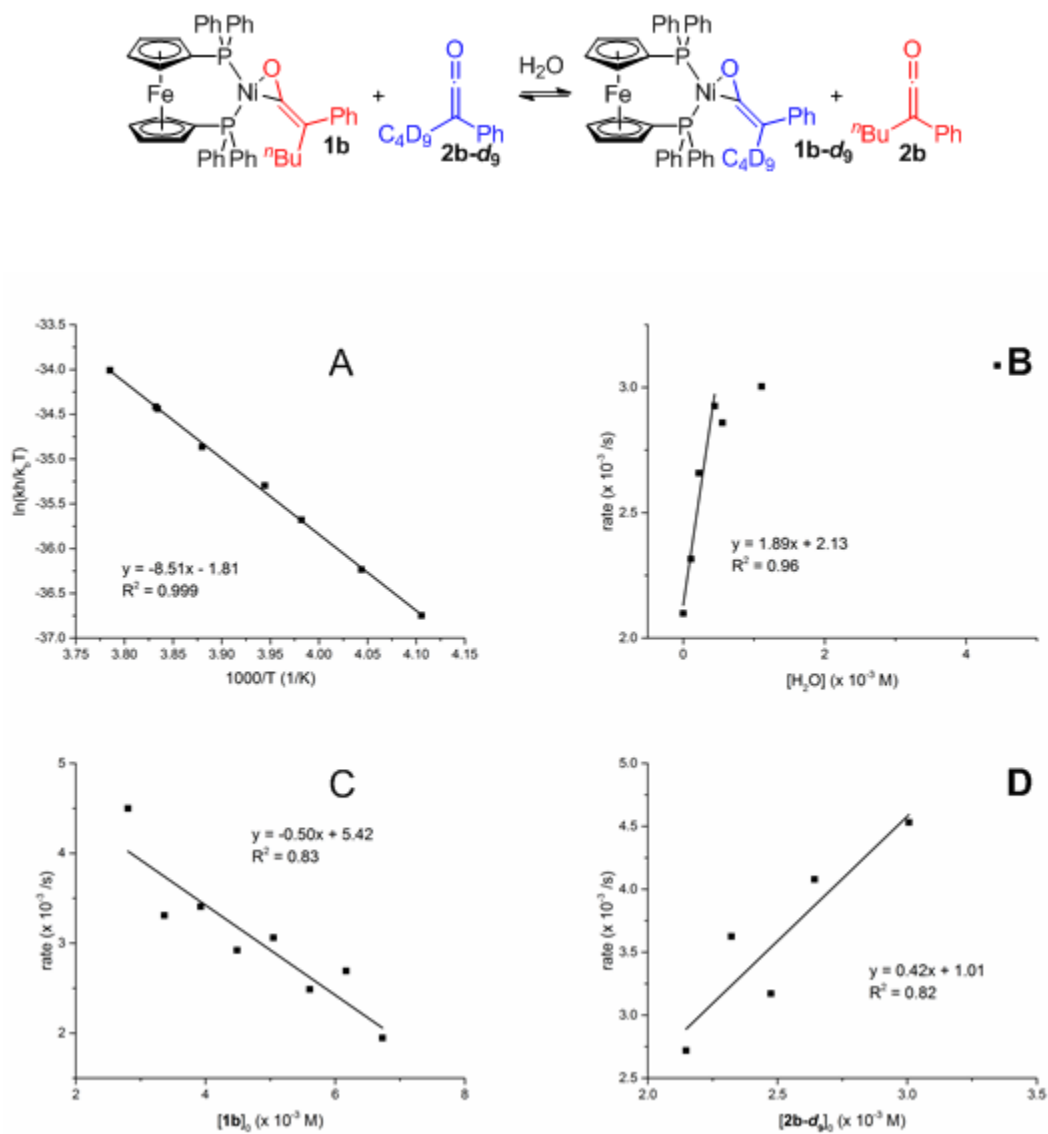 Ph Ph
P
O
Ni
Fe
Ph
P
Ph Ph
nBu
1b
+
O
C4D9
Ph
2b-d9
H2O
Ph Ph
P
O
Ni
Fe
Ph
P
Ph Ph
C4D9
1b-d9
+
O
nBu
Ph
2b
A
-33.5
-34.0
-34.5
-35.0
-35.5
-36.0
-36.5
-37.0
ln(kh/kbT)
y = -8.51x - 1.81
R2 = 0.999
3.75 3.80 3.85 3.90 3.95 4.00 4.05 4.10 4.15
1000/T (1/K)
B
3.0
2.5
2.0
rate (x 10-3 /s)
y = 1.89x + 2.13
R2 = 0.96
0 2 4
[H2O] (x 10-3 M)
C
5
4
3
2
rate (x 10-3 /s)
y = -0.50x + 5.42
R2 = 0.83
2 4 6 8
[1b]0 (x 10-3 M)
D
5.0
4.5
4.0
3.5
3.0
2.5
rate (x 10-3 /s)
y = 0.42x + 1.01
R2 = 0.82
2.0 2.5 3.0 3.5
[2b-d9]0 (x 10-3 M)